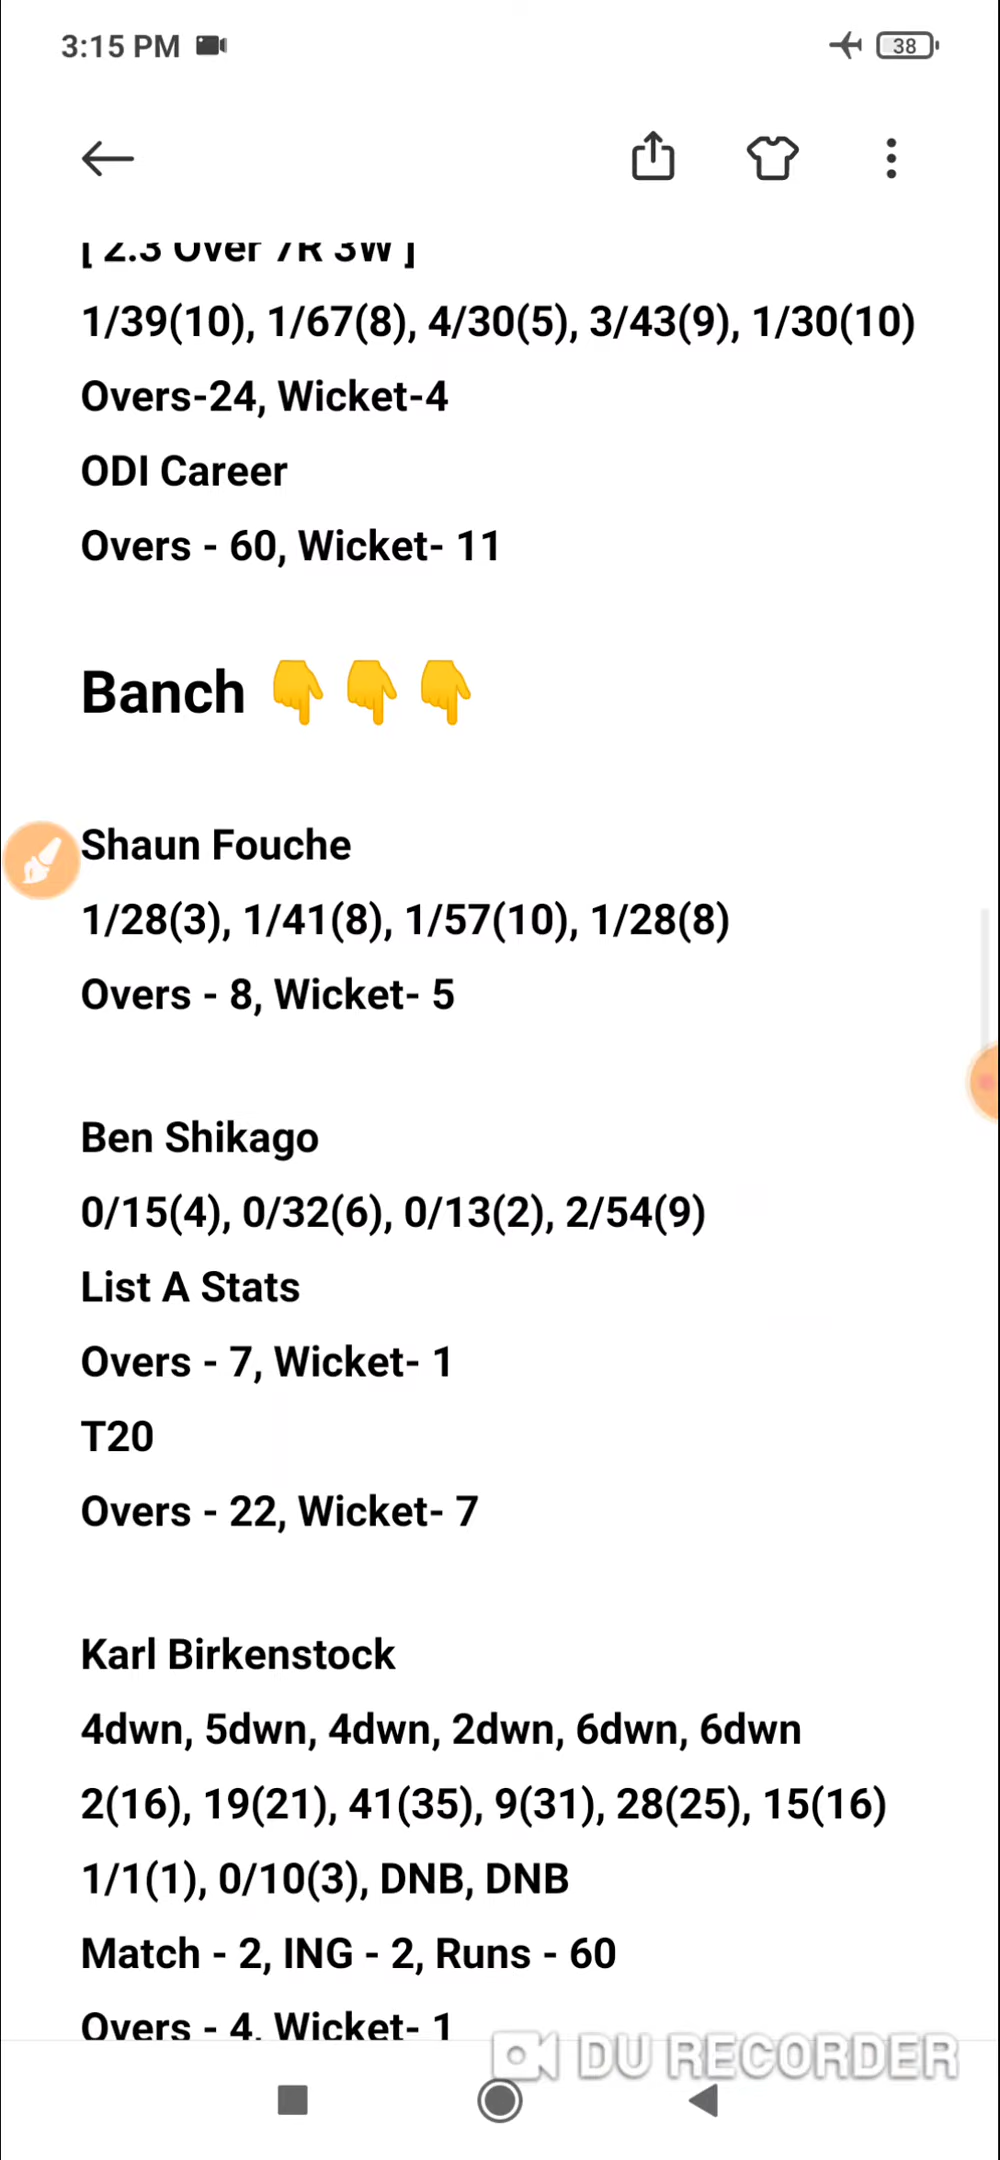 3:15 PM
38
[ 2.3 Over 7R 3W ]
1/39(10), 1/67(8), 4/30(5), 3/43(9), 1/30(10)
Overs-24, Wicket-4
ODI Career
Overs - 60, Wicket- 11
Banch 👇👇👇
Shaun Fouche
1/28(3), 1/41(8), 1/57(10), 1/28(8)
Overs - 8, Wicket- 5
Ben Shikago
0/15(4), 0/32(6), 0/13(2), 2/54(9)
List A Stats
Overs - 7, Wicket- 1
T20
Overs - 22, Wicket- 7
Karl Birkenstock
4dwn, 5dwn, 4dwn, 2dwn, 6dwn, 6dwn
2(16), 19(21), 41(35), 9(31), 28(25), 15(16)
1/1(1), 0/10(3), DNB, DNB
Match - 2, ING - 2, Runs - 60
Overs - 4, Wicket- 1
DU RECORDER